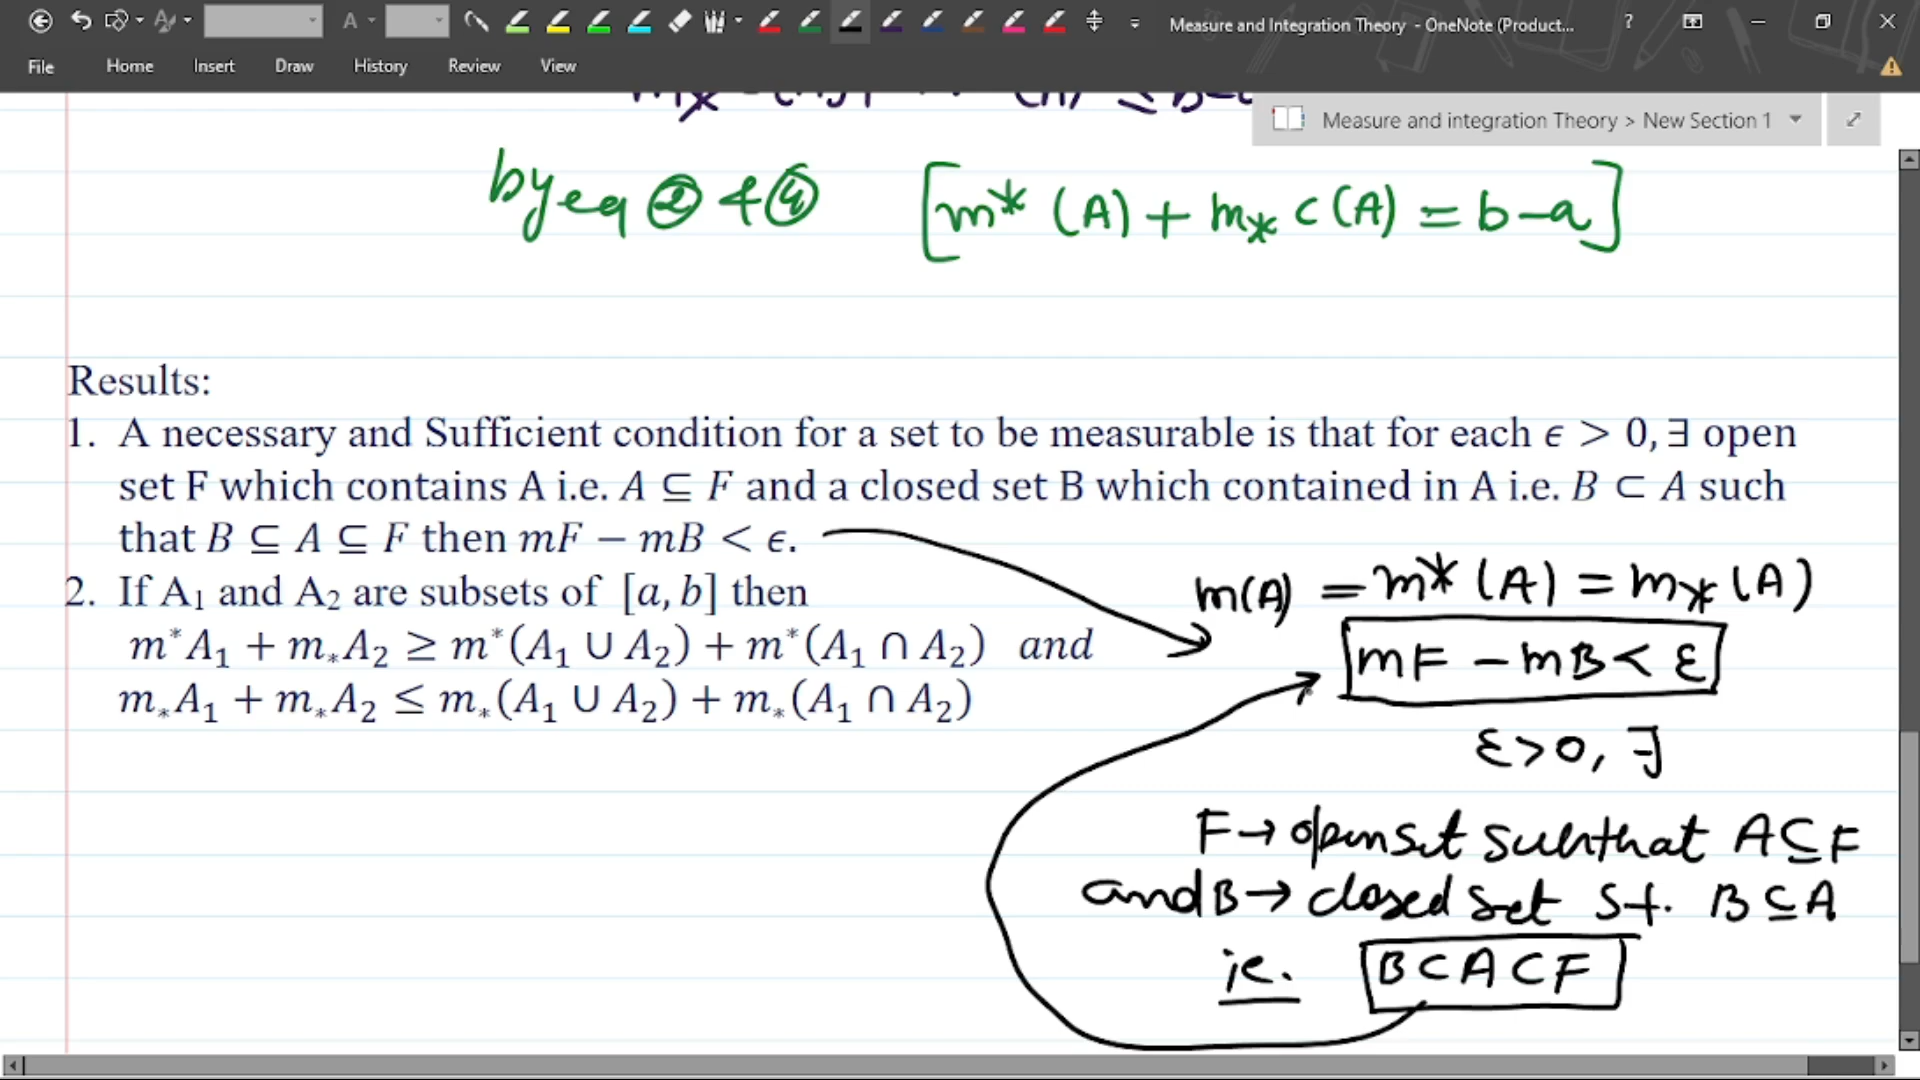 Measure and Integration Theory - OneNote (Product...
?
A
File Home Insert Draw History Review View
Measure and integration Theory > New Section 1
by eq ② & ④ [m* (A) + m⁎ c (A) = b-a]
Results:
1. A necessary and Sufficient condition for a set to be measurable is that for each ϵ > 0, ∃ open
set F which contains A i.e. A ⊆ F and a closed set B which contained in A i.e. B ⊂ A such
that B ⊆ A ⊆ F then mF − mB < ϵ.
2. If A₁ and A₂ are subsets of [a, b] then
m*A₁ + m⁎A₂ ≥ m*(A₁ ∪ A₂) + m*(A₁ ∩ A₂) and
m⁎A₁ + m⁎A₂ ≤ m⁎(A₁ ∪ A₂) + m⁎(A₁ ∩ A₂)
m(A) = m* (A) = m⁎ (A)
mF - mB < ε
ε > 0, ∃
F → open set such that A ⊆ F
and B → closed set s.t. B ⊆ A
ie. B ⊂ A ⊂ F